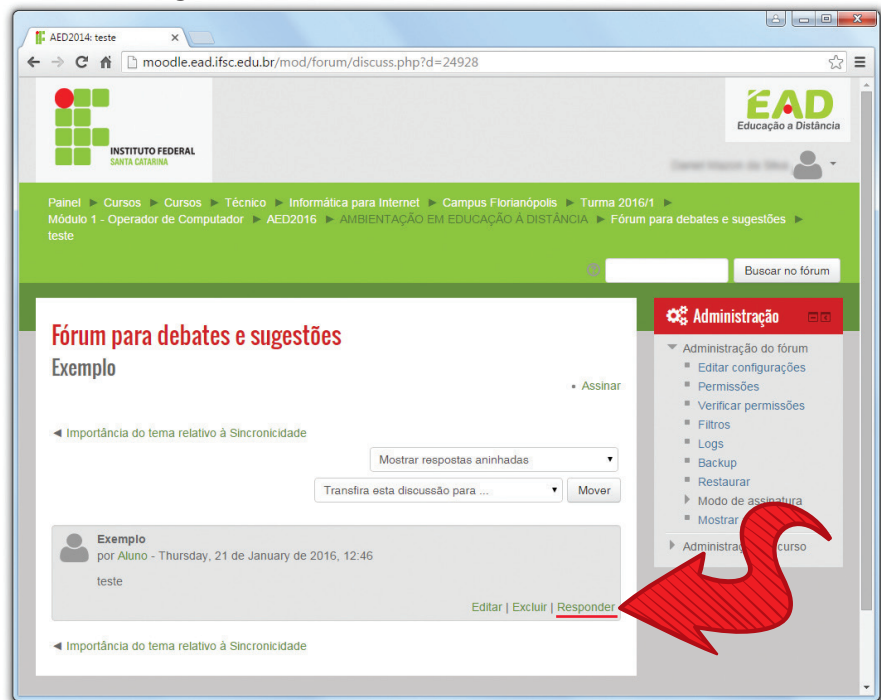 AED2014: teste
moodle.ead.ifsc.edu.br/mod/forum/discuss.php?d=24928
INSTITUTO FEDERAL
SANTA CATARINA
EAD
Educação a Distância
Painel ► Cursos ► Cursos ► Técnico ► Informática para Internet ► Campus Florianópolis ► Turma 2016/1 ►
Módulo 1 - Operador de Computador ► AED2016 ► AMBIENTAÇÃO EM EDUCAÇÃO À DISTÂNCIA ► Fórum para debates e sugestões ►
teste
Buscar no fórum
Fórum para debates e sugestões
Exemplo
Assinar
◄ Importância do tema relativo à Sincronicidade
Mostrar respostas aninhadas
Transfira esta discussão para ...
Mover
Exemplo
por Aluno - Thursday, 21 de January de 2016, 12:46
teste
Editar | Excluir | Responder
◄ Importância do tema relativo à Sincronicidade
Administração
Administração do fórum
Editar configurações
Permissões
Verificar permissões
Filtros
Logs
Backup
Restaurar
Modo de assinatura
Mostrar
curso